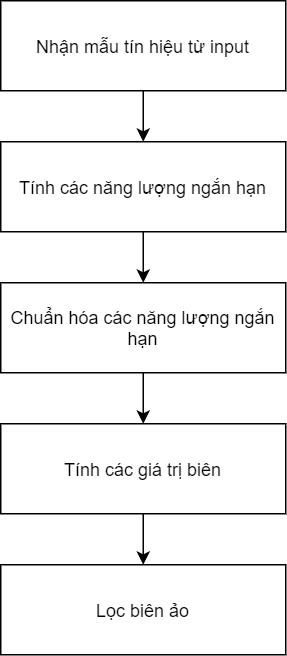 Nhận mẫu tín hiệu từ input
Tính các năng lượng ngắn hạn
Chuẩn hóa các năng lượng ngắn
hạn
Tính các giá trị biên
Lọc biên ảo